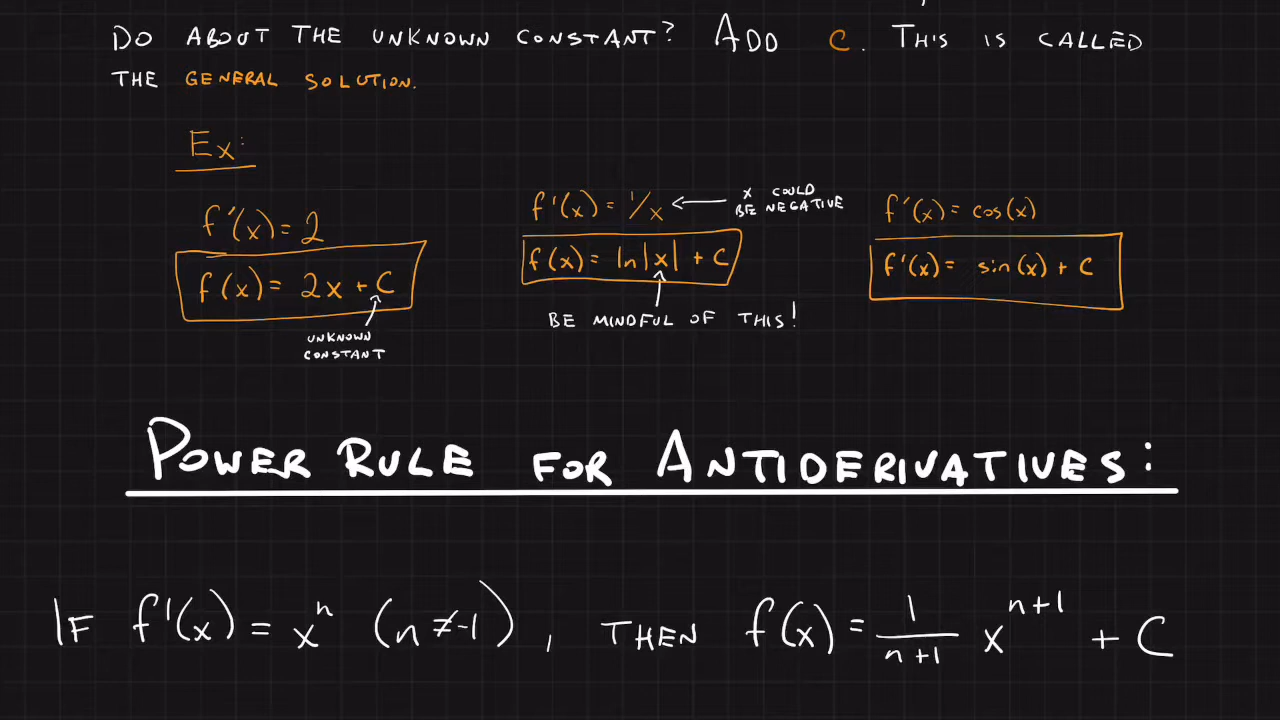 DO ABOUT THE UNKNOWN CONSTANT? ADD C. THIS IS CALLED
THE GENERAL SOLUTION.
Ex:
f'(x) = 2
f(x) = 2x + C
UNKNOWN
CONSTANT
f'(x) = 1/x
X COULD
BE NEGATIVE
f(x) = ln|x| + C
BE MINDFUL OF THIS!
f'(x) = cos(x)
f'(x) = sin(x) + C
POWER RULE FOR ANTIDERIVATIVES:
IF f'(x) = x^n (n ≠ -1), THEN f(x) = 1/(n+1) x^(n+1) + C